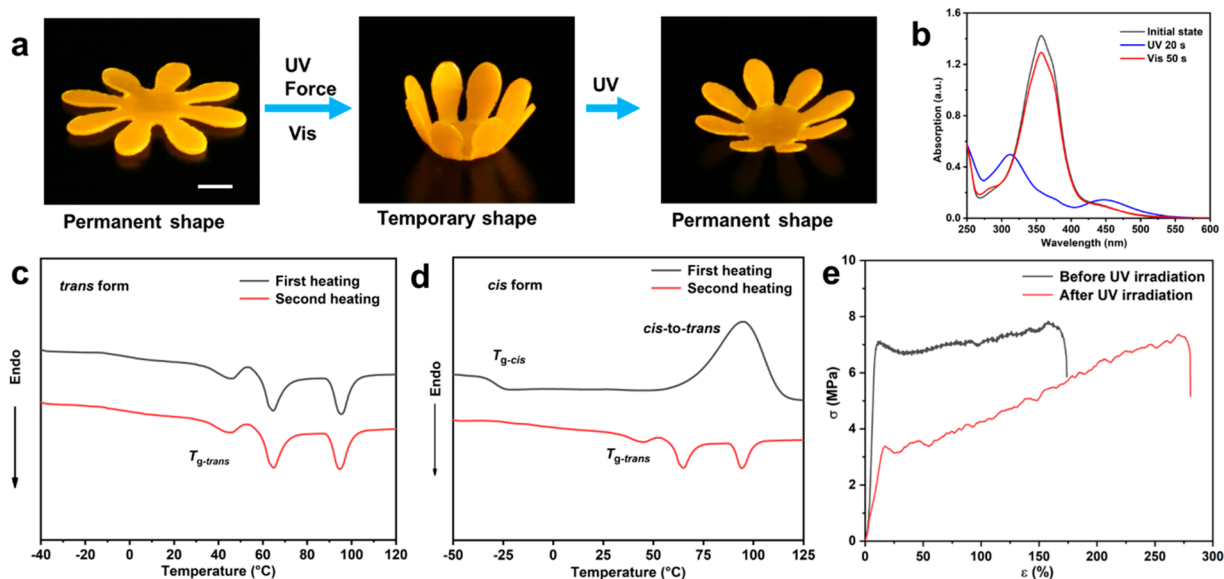 a
UV
Force
Vis
UV
Permanent shape
Temporary shape
Permanent shape
b
Initial state
UV 20 s
Vis 50 s
Absorption (a.u.)
1.6
1.2
0.8
0.4
0.0
250 300 350 400 450 500 550 600
Wavelength (nm)
c
trans form
First heating
Second heating
Endo
Tg-trans
-40 -20 0 20 40 60 80 100 120
Temperature (°C)
d
cis form
First heating
Second heating
cis-to-trans
Tg-cis
Endo
Tg-trans
-50 -25 0 25 50 75 100 125
Temperature (°C)
e
Before UV irradiation
After UV irradiation
σ (MPa)
10
8
6
4
2
0
0 50 100 150 200 250 300
ε (%)